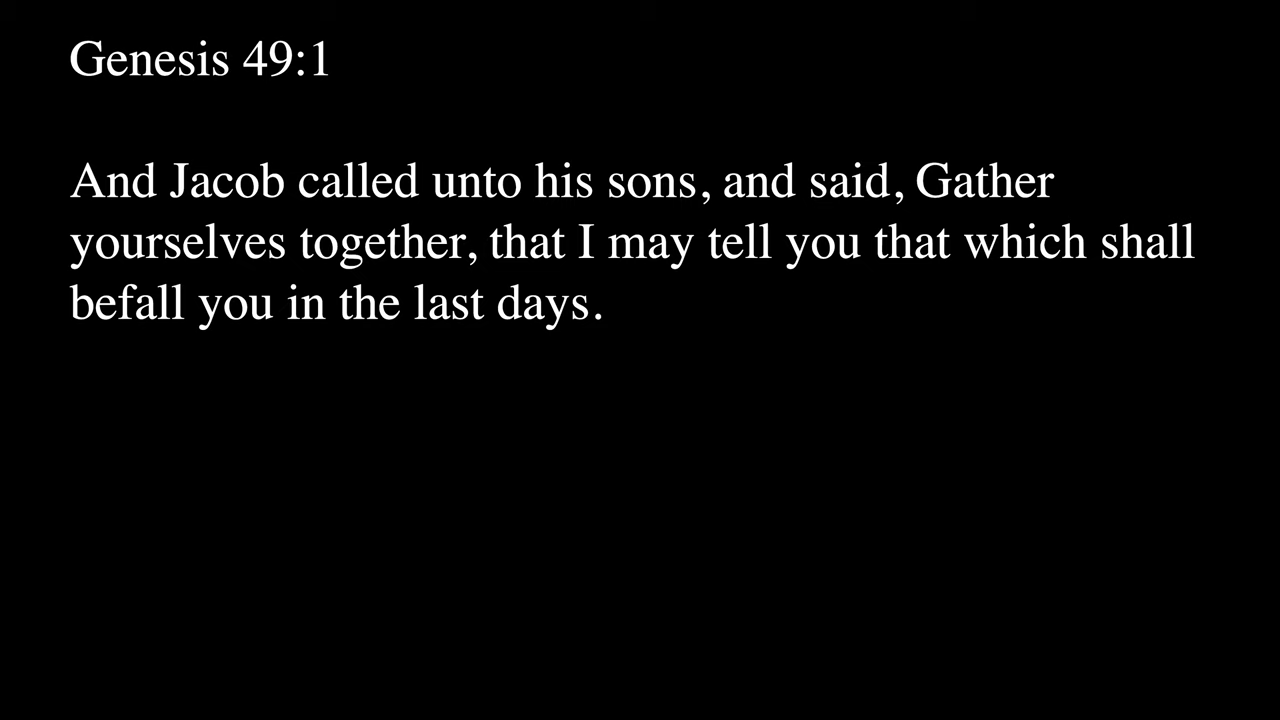 Genesis 49:1
And Jacob called unto his sons, and said, Gather
yourselves together, that I may tell you that which shall
befall you in the last days.